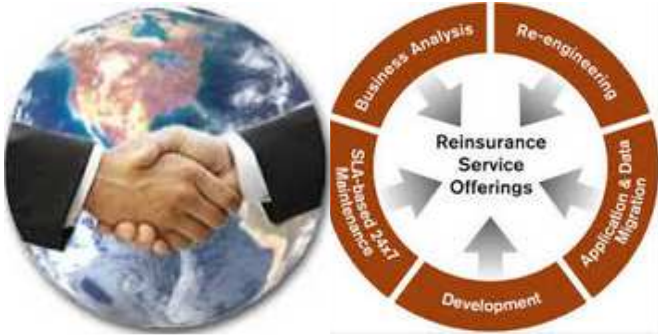 Business Analysis
Re-engineering
Reinsurance
Service
Offerings
SLA-based 24x7
Maintenance
Application & Data
Migration
Development